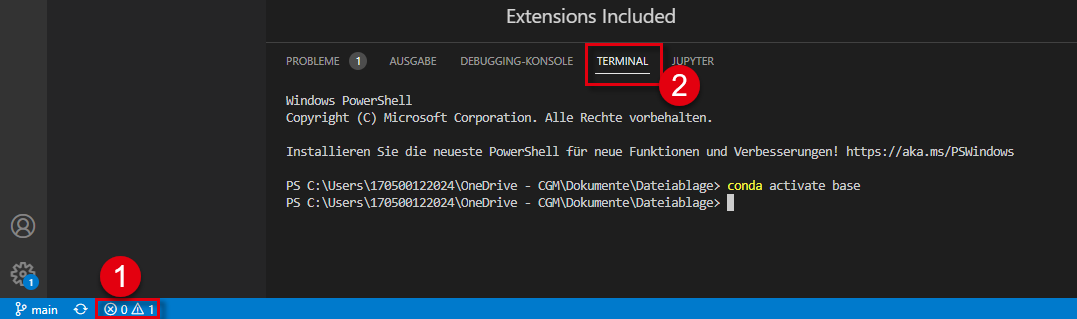 Extensions Included
PROBLEME 1 AUSGABE DEBUGGING-KONSOLE TERMINAL JUPYTER
2
Windows PowerShell
Copyright (C) Microsoft Corporation. Alle Rechte vorbehalten.
Installieren Sie die neueste PowerShell für neue Funktionen und Verbesserungen! https://aka.ms/PSWindows
PS C:\Users\170500122024\OneDrive - CGM\Dokumente\Dateiablage> conda activate base
PS C:\Users\170500122024\OneDrive - CGM\Dokumente\Dateiablage>
1
1
main 0 1